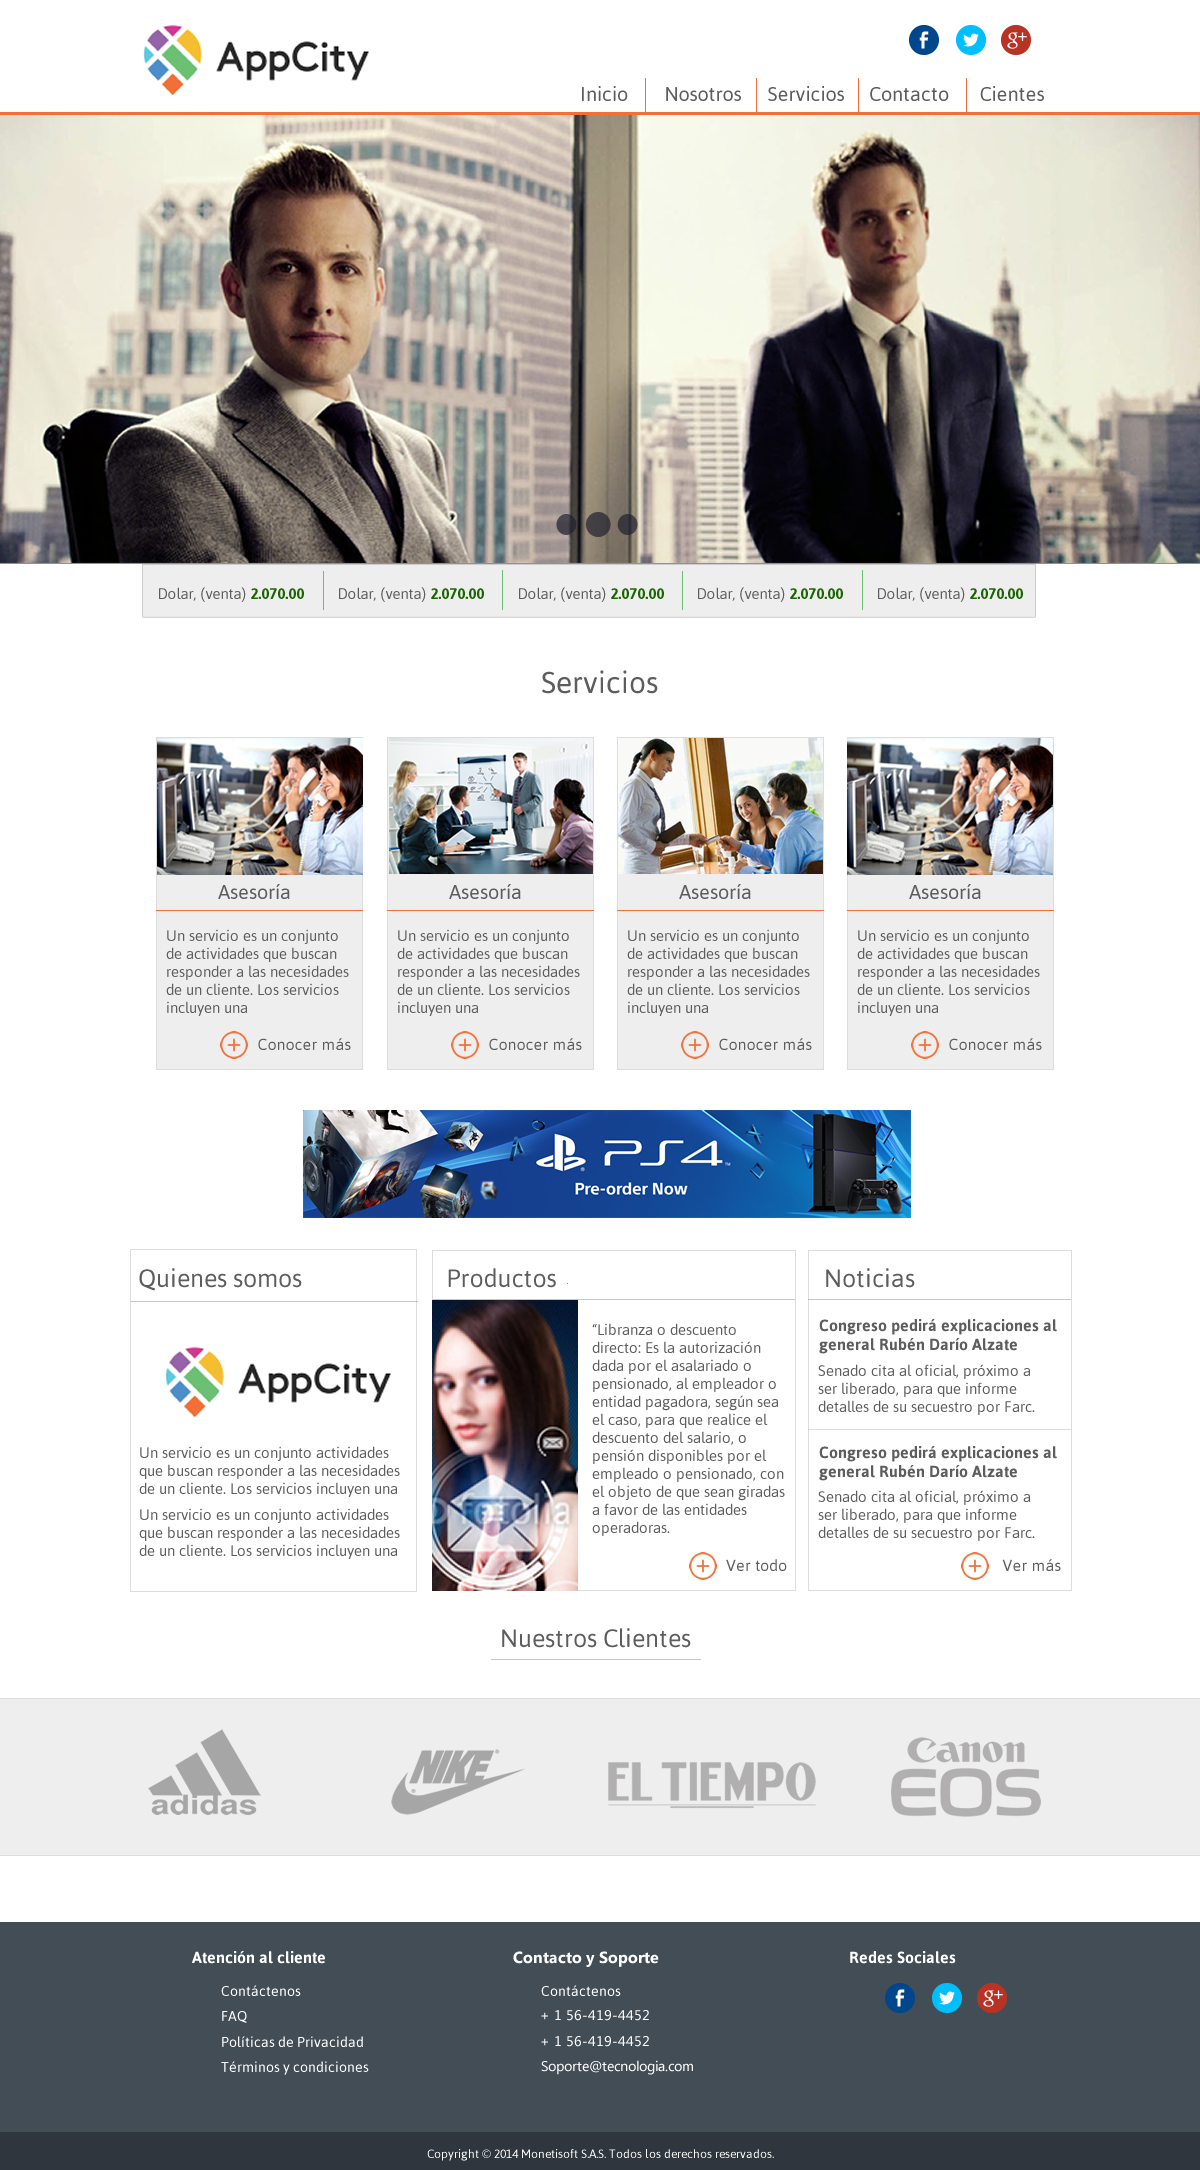 AppCity
Inicio
Nosotros
Servicios
Contacto
Cientes
Dolar, (venta) 2.070.00
Dolar, (venta) 2.070.00
Dolar, (venta) 2.070.00
Dolar, (venta) 2.070.00
Dolar, (venta) 2.070.00
Servicios
Asesoría
Un servicio es un conjunto
de actividades que buscan
responder a las necesidades
de un cliente. Los servicios
incluyen una
Conocer más
Asesoría
Un servicio es un conjunto
de actividades que buscan
responder a las necesidades
de un cliente. Los servicios
incluyen una
Conocer más
Asesoría
Un servicio es un conjunto
de actividades que buscan
responder a las necesidades
de un cliente. Los servicios
incluyen una
Conocer más
Asesoría
Un servicio es un conjunto
de actividades que buscan
responder a las necesidades
de un cliente. Los servicios
incluyen una
Conocer más
PS4™
Pre-order Now
Quienes somos
AppCity
Un servicio es un conjunto actividades
que buscan responder a las necesidades
de un cliente. Los servicios incluyen una
Un servicio es un conjunto actividades
que buscan responder a las necesidades
de un cliente. Los servicios incluyen una
Productos
“Libranza o descuento
directo: Es la autorización
dada por el asalariado o
pensionado, al empleador o
entidad pagadora, según sea
el caso, para que realice el
descuento del salario, o
pensión disponibles por el
empleado o pensionado, con
el objeto de que sean giradas
a favor de las entidades
operadoras.
Ver todo
Noticias
Congreso pedirá explicaciones al
general Rubén Darío Alzate
Senado cita al oficial, próximo a
ser liberado, para que informe
detalles de su secuestro por Farc.
Congreso pedirá explicaciones al
general Rubén Darío Alzate
Senado cita al oficial, próximo a
ser liberado, para que informe
detalles de su secuestro por Farc.
Ver más
Nuestros Clientes
adidas
NIKE
EL TIEMPO
Canon
EOS
Atención al cliente
Contáctenos
FAQ
Políticas de Privacidad
Términos y condiciones
Contacto y Soporte
Contáctenos
+ 1 56-419-4452
+ 1 56-419-4452
Soporte@tecnologia.com
Redes Sociales
Copyright © 2014 Monetisoft S.A.S. Todos los derechos reservados.